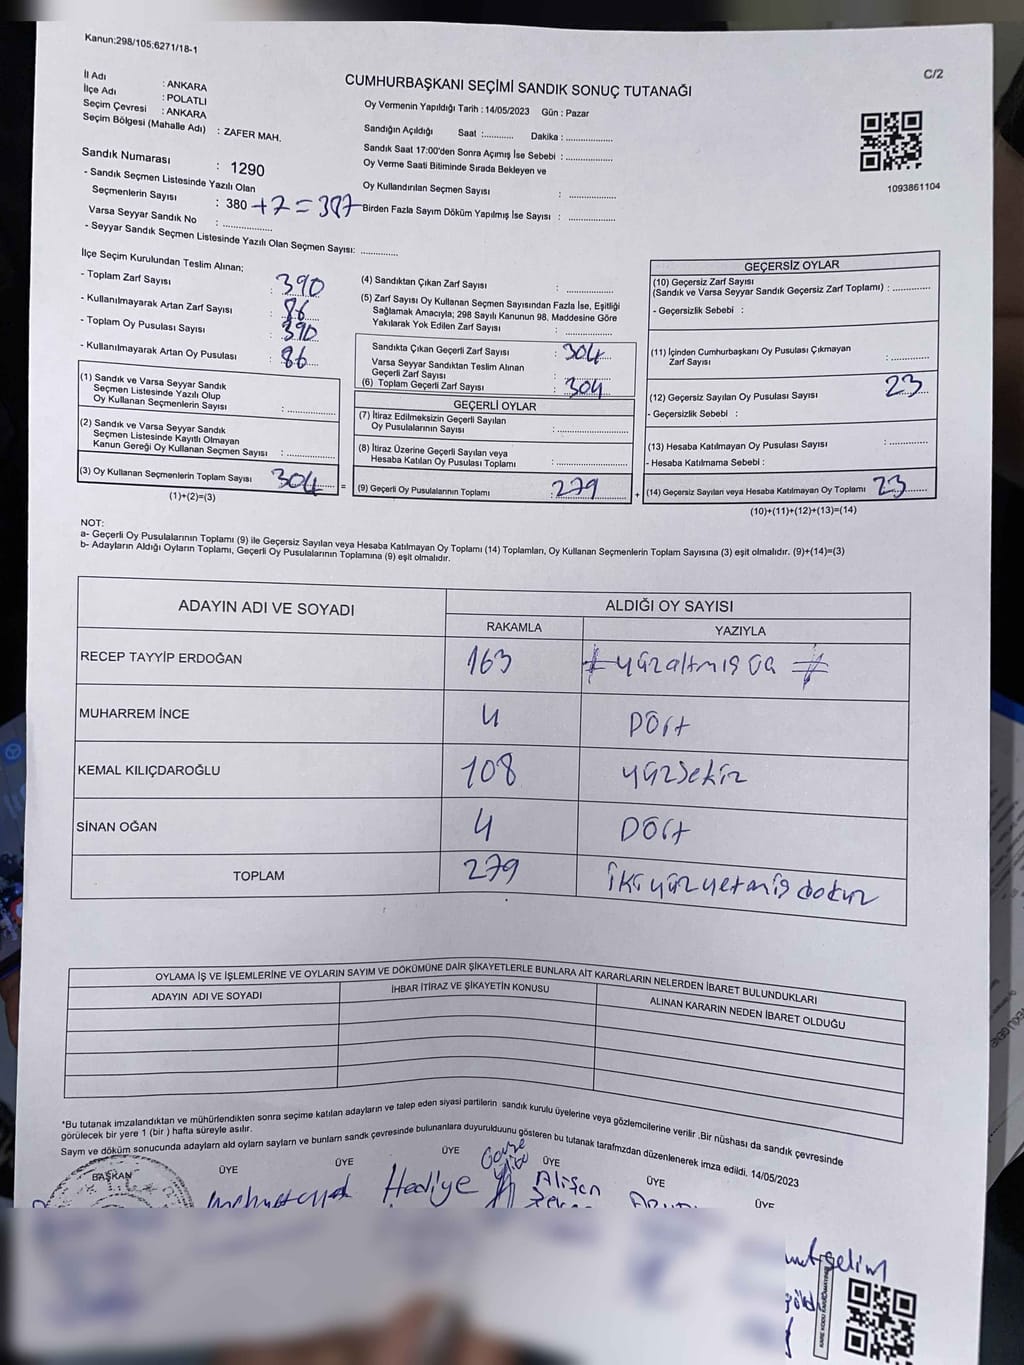 Kanun;298/105;6271/18-1
C/2
CUMHURBAŞKANI SEÇİMİ SANDIK SONUÇ TUTANAĞI
İl Adı : ANKARA
İlçe Adı : POLATLI
Seçim Çevresi : ANKARA
Seçim Bölgesi (Mahalle Adı) : ZAFER MAH.
Oy Vermenin Yapıldığı Tarih : 14/05/2023 Gün : Pazar
Sandığın Açıldığı Saat :............ Dakika : ..................
Sandık Saat 17:00'den Sonra Açımış İse Sebebi : ..................
Oy Verme Saati Bitiminde Sırada Bekleyen ve
Oy Kullandırılan Seçmen Sayısı : ..................
Birden Fazla Sayım Döküm Yapılmış İse Sayısı : ..................
1093861104
Sandık Numarası : 1290
- Sandık Seçmen Listesinde Yazılı Olan
Seçmenlerin Sayısı : 380 +7=387
Varsa Seyyar Sandık No : ..................
- Seyyar Sandık Seçmen Listesinde Yazılı Olan Seçmen Sayısı: .............
İlçe Seçim Kurulundan Teslim Alınan;
- Toplam Zarf Sayısı : 390
- Kullanılmayarak Artan Zarf Sayısı : 86
- Toplam Oy Pusulası Sayısı : 390
- Kullanılmayarak Artan Oy Pusulası : 86
(1) Sandık ve Varsa Seyyar Sandık
Seçmen Listesinde Yazılı Olup
Oy Kullanan Seçmenlerin Sayısı : ..................
(2) Sandık ve Varsa Seyyar Sandık
Seçmen Listesinde Kayıtlı Olmayan
Kanun Gereği Oy Kullanan Seçmen Sayısı : ..................
(3) Oy Kullanan Seçmenlerin Toplam Sayısı 304
(1)+(2)=(3)
=
(4) Sandıktan Çıkan Zarf Sayısı : ..................
(5) Zarf Sayısı Oy Kullanan Seçmen Sayısından Fazla İse, Eşitliği
Sağlamak Amacıyla; 298 Sayılı Kanunun 98. Maddesine Göre
Yakılarak Yok Edilen Zarf Sayısı : ..................
Sandıkta Çıkan Geçerli Zarf Sayısı : 304
Varsa Seyyar Sandıktan Teslim Alınan
Geçerli Zarf Sayısı : ..................
(6) Toplam Geçerli Zarf Sayısı : 304
GEÇERLİ OYLAR
(7) İtiraz Edilmeksizin Geçerli Sayılan
Oy Pusulalarının Sayısı : ..................
(8) İtiraz Üzerine Geçerli Sayılan veya
Hesaba Katılan Oy Pusulası Toplamı : ..................
(9) Geçerli Oy Pusulalarının Toplamı : 279
+
GEÇERSİZ OYLAR
(10) Geçersiz Zarf Sayısı
(Sandık ve Varsa Seyyar Sandık Geçersiz Zarf Toplamı) : ............
- Geçersizlik Sebebi :
(11) İçinden Cumhurbaşkanı Oy Pusulası Çıkmayan
Zarf Sayısı : ............
(12) Geçersiz Sayılan Oy Pusulası Sayısı 23
- Geçersizlik Sebebi :
(13) Hesaba Katılmayan Oy Pusulası Sayısı : ............
- Hesaba Katılmama Sebebi :
(14) Geçersiz Sayılan veya Hesaba Katılmayan Oy Toplamı 23
(10)+(11)+(12)+(13)=(14)
NOT:
a- Geçerli Oy Pusulalarının Toplamı (9) ile Geçersiz Sayılan veya Hesaba Katılmayan Oy Toplamı (14) Toplamları, Oy Kullanan Seçmenlerin Toplam Sayısına (3) eşit olmalıdır. (9)+(14)=(3)
b- Adayların Aldığı Oyların Toplamı, Geçerli Oy Pusulalarının Toplamına (9) eşit olmalıdır.
ADAYIN ADI VE SOYADI ALDIĞI OY SAYISI
RAKAMLA YAZIYLA
RECEP TAYYİP ERDOĞAN 163 # yüzaltmışüç #
MUHARREM İNCE 4 Dört
KEMAL KILIÇDAROĞLU 108 yüzsekiz
SİNAN OĞAN 4 Dört
TOPLAM 279 ikiyüzyetmişdokuz
OYLAMA İŞ VE İŞLEMLERİNE VE OYLARIN SAYIM VE DÖKÜMÜNE DAİR ŞİKAYETLERLE BUNLARA AİT KARARLARIN NELERDEN İBARET BULUNDUKLARI
ADAYIN ADI VE SOYADI İHBAR İTİRAZ VE ŞİKAYETİN KONUSU ALINAN KARARIN NEDEN İBARET OLDUĞU
*Bu tutanak imzalandıktan ve mühürlendikten sonra seçime katılan adayların ve talep eden siyasi partilerin sandık kurulu üyelerine veya gözlemcilerine verilir .Bir nüshası da sandık çevresinde
görülecek bir yere 1 (bir ) hafta süreyle asılır.
Sayım ve döküm sonucunda adayların ald oyların sayları ve bunların sandk çevresinde bulunanlara duyurulduunu gösteren bu tutanak tarafmzdan düzenlenerek imza edildi. 14/05/2023
BAŞKAN ÜYE ÜYE ÜYE ÜYE ÜYE ÜYE
Hediye
Alişen